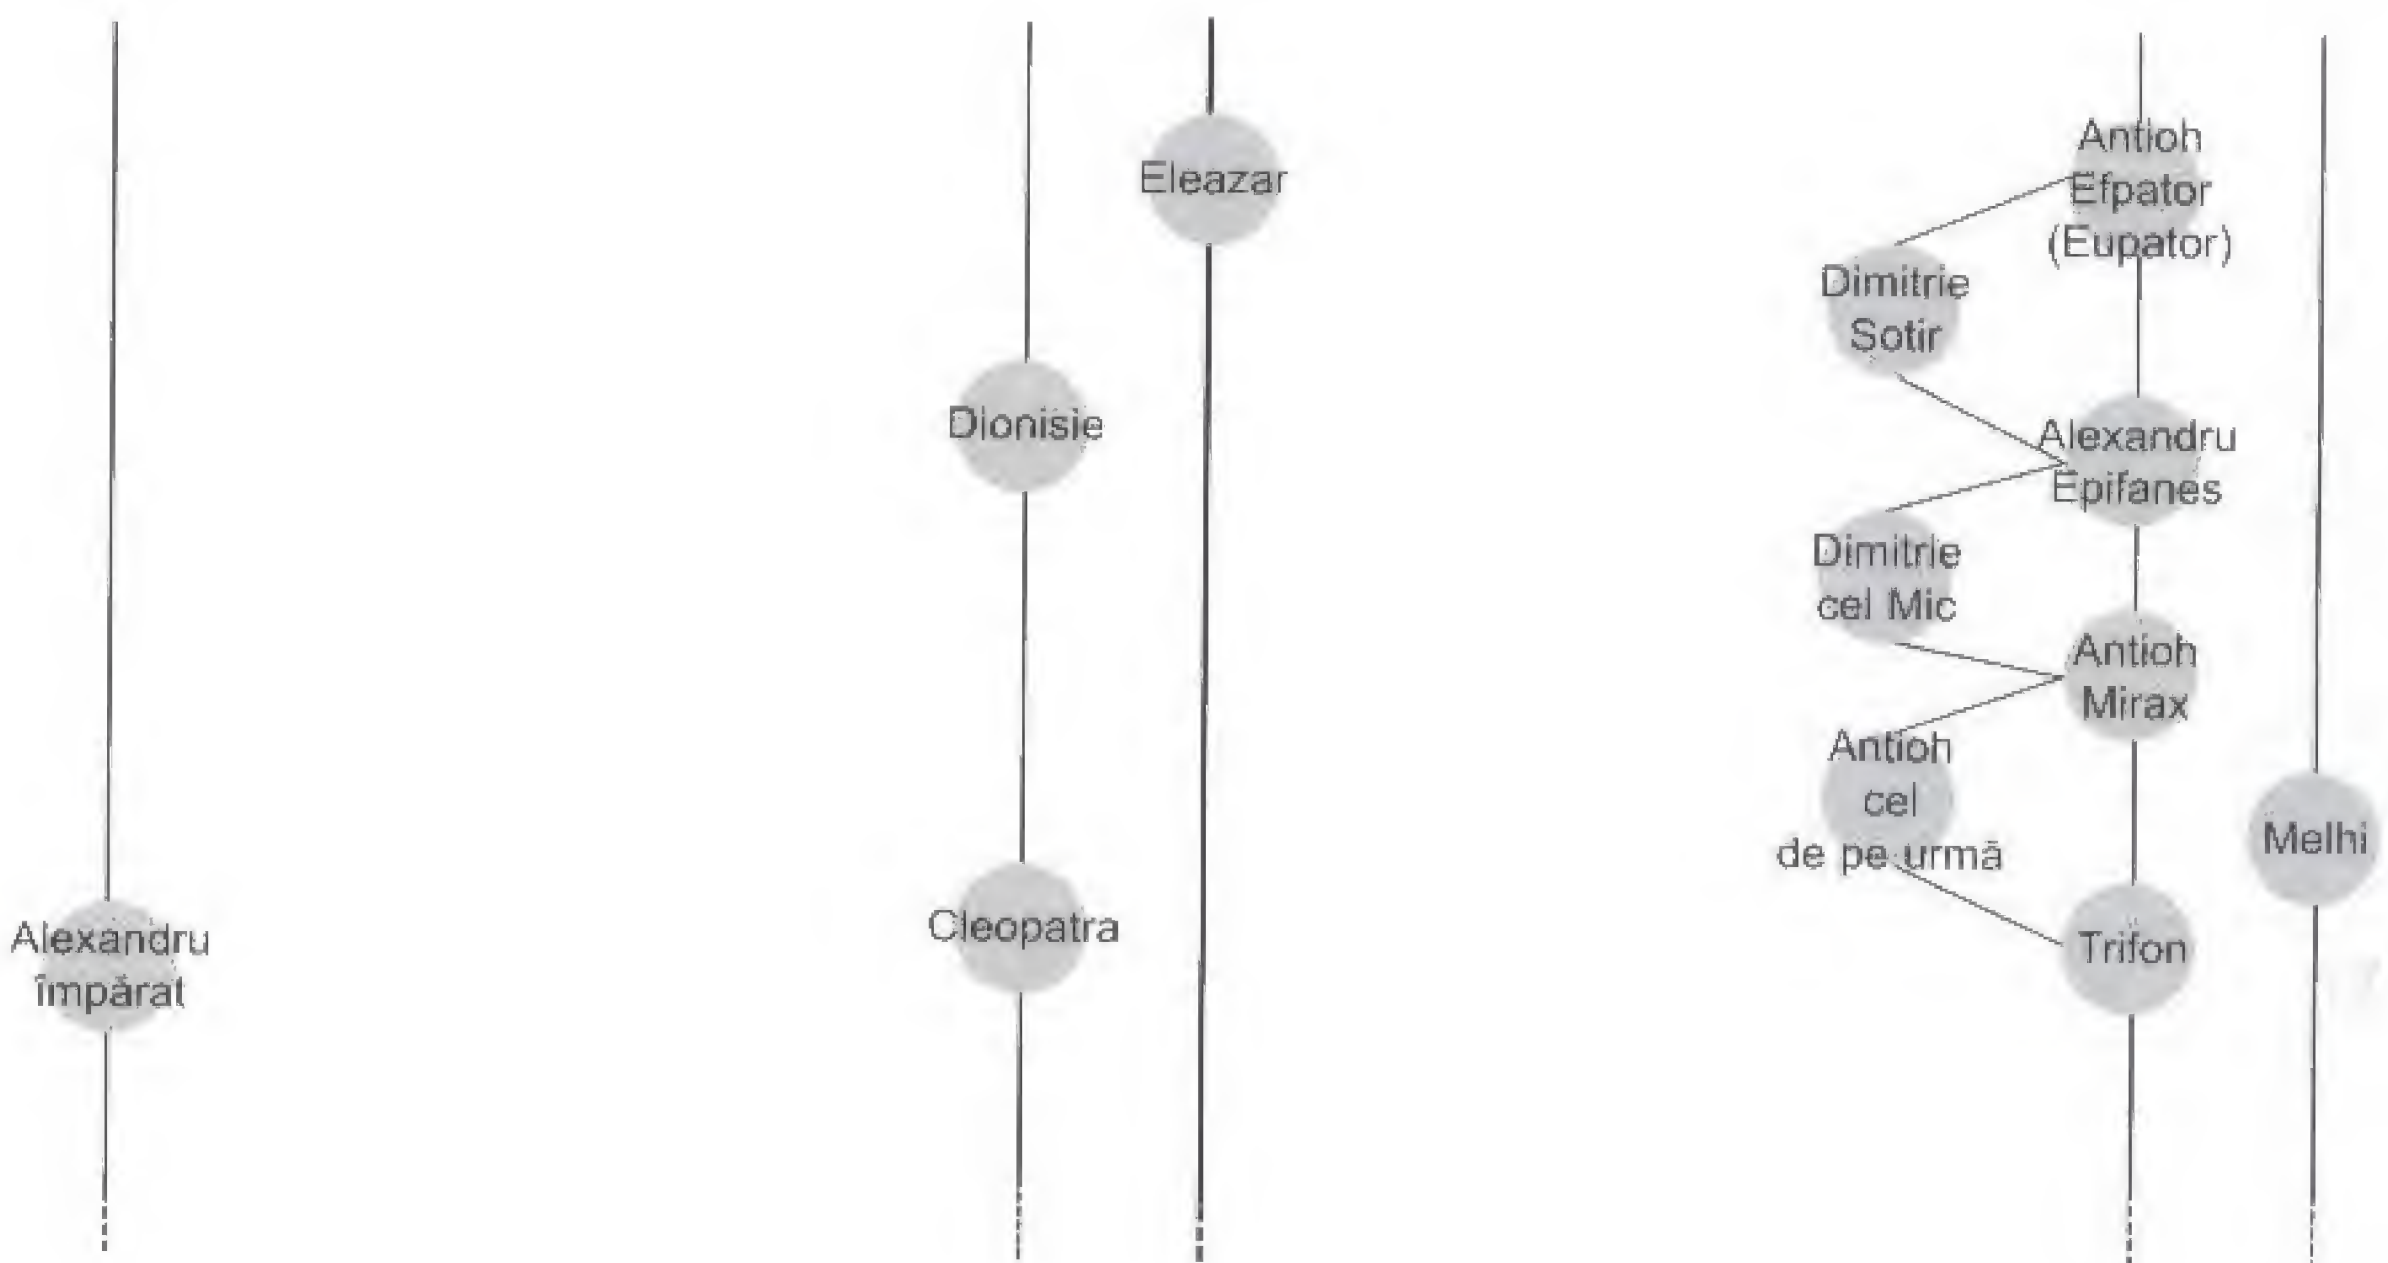 Eleazar
Antioh
Efpator
(Eupator)
Dimitrie
Sotir
Dionisie
Alexandru
Epifanes
Dimitrie
cel Mic
Antioh
Mirax
Antioh
cel
de pe urmă
Melhi
Alexandru
împărat
Cleopatra
Trifon